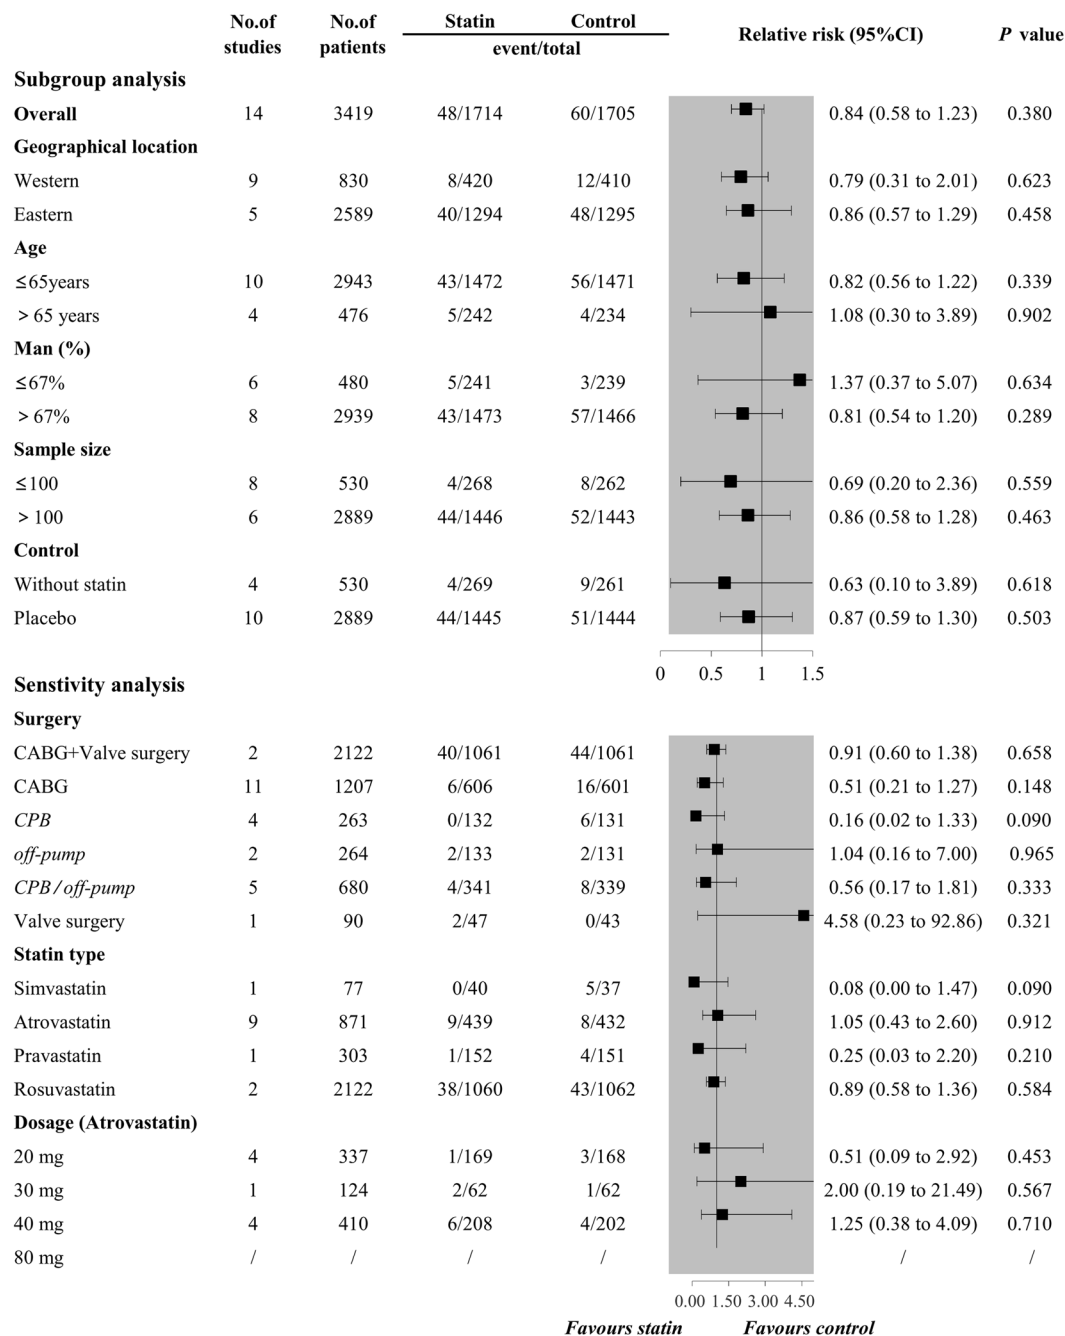 No.of studies No.of patients Statin Control Relative risk (95%CI) P value
event/total
Subgroup analysis
Overall 14 3419 48/1714 60/1705 0.84 (0.58 to 1.23) 0.380
Geographical location
Western 9 830 8/420 12/410 0.79 (0.31 to 2.01) 0.623
Eastern 5 2589 40/1294 48/1295 0.86 (0.57 to 1.29) 0.458
Age
≤65years 10 2943 43/1472 56/1471 0.82 (0.56 to 1.22) 0.339
> 65 years 4 476 5/242 4/234 1.08 (0.30 to 3.89) 0.902
Man (%)
≤67% 6 480 5/241 3/239 1.37 (0.37 to 5.07) 0.634
> 67% 8 2939 43/1473 57/1466 0.81 (0.54 to 1.20) 0.289
Sample size
≤100 8 530 4/268 8/262 0.69 (0.20 to 2.36) 0.559
> 100 6 2889 44/1446 52/1443 0.86 (0.58 to 1.28) 0.463
Control
Without statin 4 530 4/269 9/261 0.63 (0.10 to 3.89) 0.618
Placebo 10 2889 44/1445 51/1444 0.87 (0.59 to 1.30) 0.503
0 0.5 1 1.5
Senstivity analysis
Surgery
CABG+Valve surgery 2 2122 40/1061 44/1061 0.91 (0.60 to 1.38) 0.658
CABG 11 1207 6/606 16/601 0.51 (0.21 to 1.27) 0.148
CPB 4 263 0/132 6/131 0.16 (0.02 to 1.33) 0.090
off-pump 2 264 2/133 2/131 1.04 (0.16 to 7.00) 0.965
CPB / off-pump 5 680 4/341 8/339 0.56 (0.17 to 1.81) 0.333
Valve surgery 1 90 2/47 0/43 4.58 (0.23 to 92.86) 0.321
Statin type
Simvastatin 1 77 0/40 5/37 0.08 (0.00 to 1.47) 0.090
Atrovastatin 9 871 9/439 8/432 1.05 (0.43 to 2.60) 0.912
Pravastatin 1 303 1/152 4/151 0.25 (0.03 to 2.20) 0.210
Rosuvastatin 2 2122 38/1060 43/1062 0.89 (0.58 to 1.36) 0.584
Dosage (Atrovastatin)
20 mg 4 337 1/169 3/168 0.51 (0.09 to 2.92) 0.453
30 mg 1 124 2/62 1/62 2.00 (0.19 to 21.49) 0.567
40 mg 4 410 6/208 4/202 1.25 (0.38 to 4.09) 0.710
80 mg / / / / / /
0.00 1.50 3.00 4.50
Favours statin Favours control